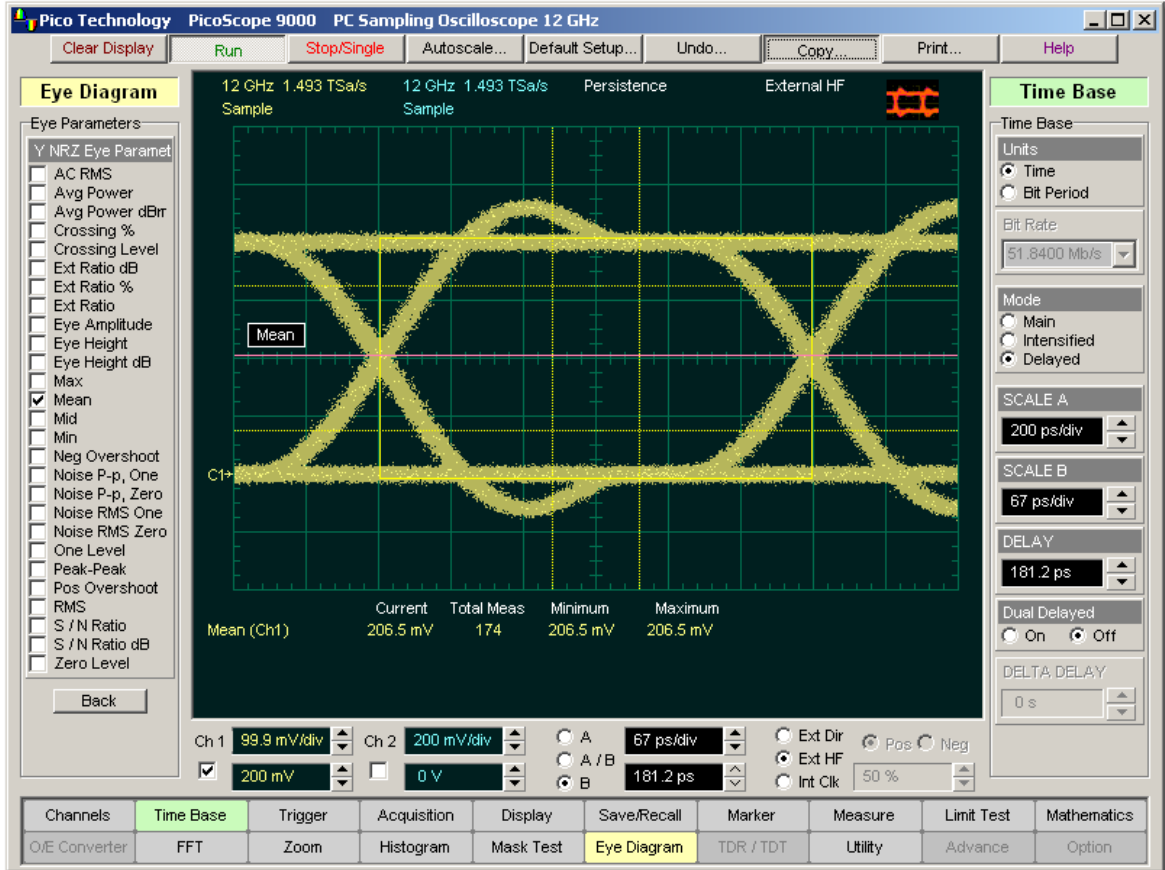 Pico Technology PicoScope 9000 PC Sampling Oscilloscope 12 GHz
Clear Display Run Stop/Single Autoscale... Default Setup... Undo... Copy... Print... Help
Eye Diagram
Eye Parameters
Y NRZ Eye Paramet
AC RMS
Avg Power
Avg Power dBm
Crossing %
Crossing Level
Ext Ratio dB
Ext Ratio %
Ext Ratio
Eye Amplitude
Eye Height
Eye Height dB
Max
Mean
Mid
Min
Neg Overshoot
Noise P-p, One
Noise P-p, Zero
Noise RMS One
Noise RMS Zero
One Level
Peak-Peak
Pos Overshoot
RMS
S / N Ratio
S / N Ratio dB
Zero Level
Back
12 GHz 1.493 TSa/s 12 GHz 1.493 TSa/s Persistence External HF
Sample Sample
Mean
C1
Current Total Meas Minimum Maximum
Mean (Ch1) 206.5 mV 174 206.5 mV 206.5 mV
Time Base
Time Base
Units
Time
Bit Period
Bit Rate
51.8400 Mb/s
Mode
Main
Intensified
Delayed
SCALE A
200 ps/div
SCALE B
67 ps/div
DELAY
181.2 ps
Dual Delayed
On Off
DELTA DELAY
0 s
Ch 1 99.9 mV/div Ch 2 200 mV/div A 67 ps/div Ext Dir Pos Neg
A / B Ext HF
200 mV 0 V B 181.2 ps Int Clk 50 %
Channels Time Base Trigger Acquisition Display Save/Recall Marker Measure Limit Test Mathematics
O/E Converter FFT Zoom Histogram Mask Test Eye Diagram TDR / TDT Utility Advance Option